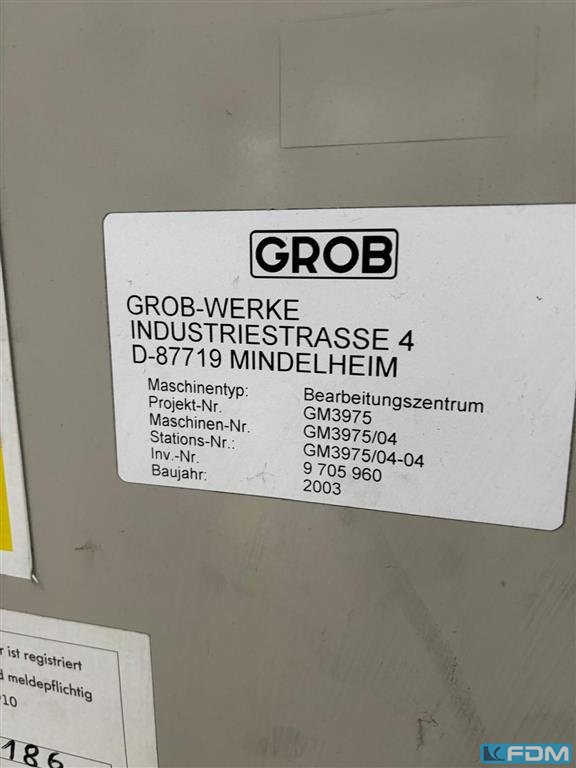 GROB
GROB-WERKE
INDUSTRIESTRASSE 4
D-87719 MINDELHEIM
Maschinentyp: Bearbeitungszentrum
Projekt-Nr. GM3975
Maschinen-Nr. GM3975/04
Stations-Nr.: GM3975/04-04
Inv.-Nr. 9 705 960
Baujahr: 2003
ist registriert
meldepflichtig
10
186
FDM